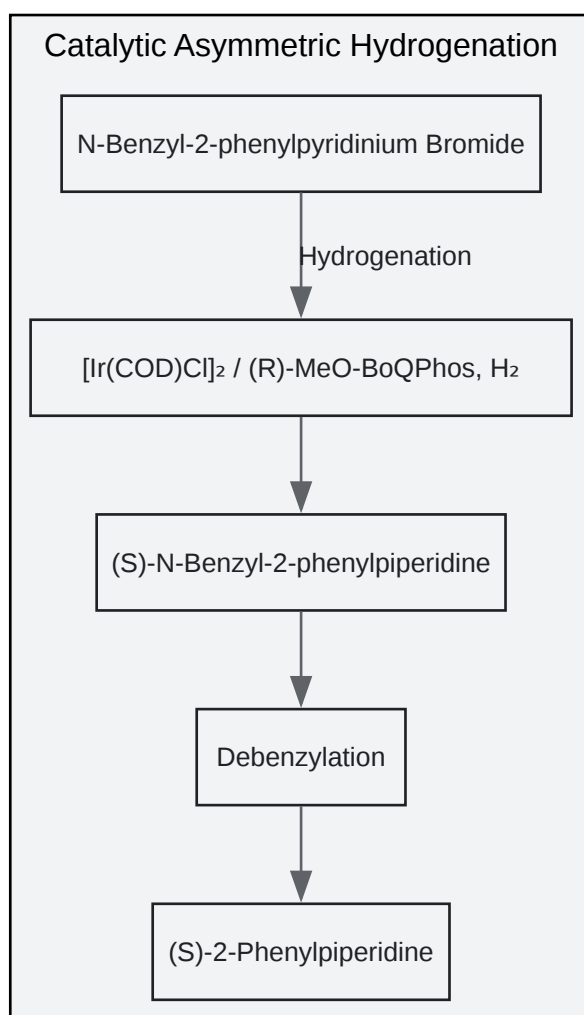 Catalytic Asymmetric Hydrogenation
N-Benzyl-2-phenylpyridinium Bromide
Hydrogenation
[Ir(COD)Cl]₂ / (R)-MeO-BoQPhos, H₂
(S)-N-Benzyl-2-phenylpiperidine
Debenzylation
(S)-2-Phenylpiperidine